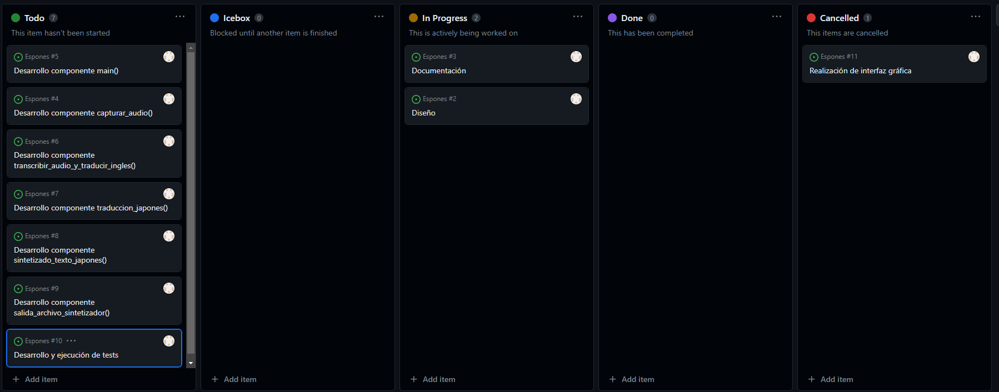 Todo 7
This item hasn't been started
Espones #5
Desarrollo componente main()
Espones #4
Desarrollo componente capturar_audio()
Espones #6
Desarrollo componente
transcribir_audio_y_traducir_ingles()
Espones #7
Desarrollo componente traduccion_japones()
Espones #8
Desarrollo componente
sintetizado_texto_japones()
Espones #9
Desarrollo componente
salida_archivo_sintetizador()
Espones #10
Desarrollo y ejecución de tests
Add item
Icebox 0
Blocked until another item is finished
Add item
In Progress 2
This is actively being worked on
Espones #3
Documentación
Espones #2
Diseño
Add item
Done 0
This has been completed
Add item
Cancelled 1
This items are cancelled
Espones #11
Realización de interfaz gráfica
Add item